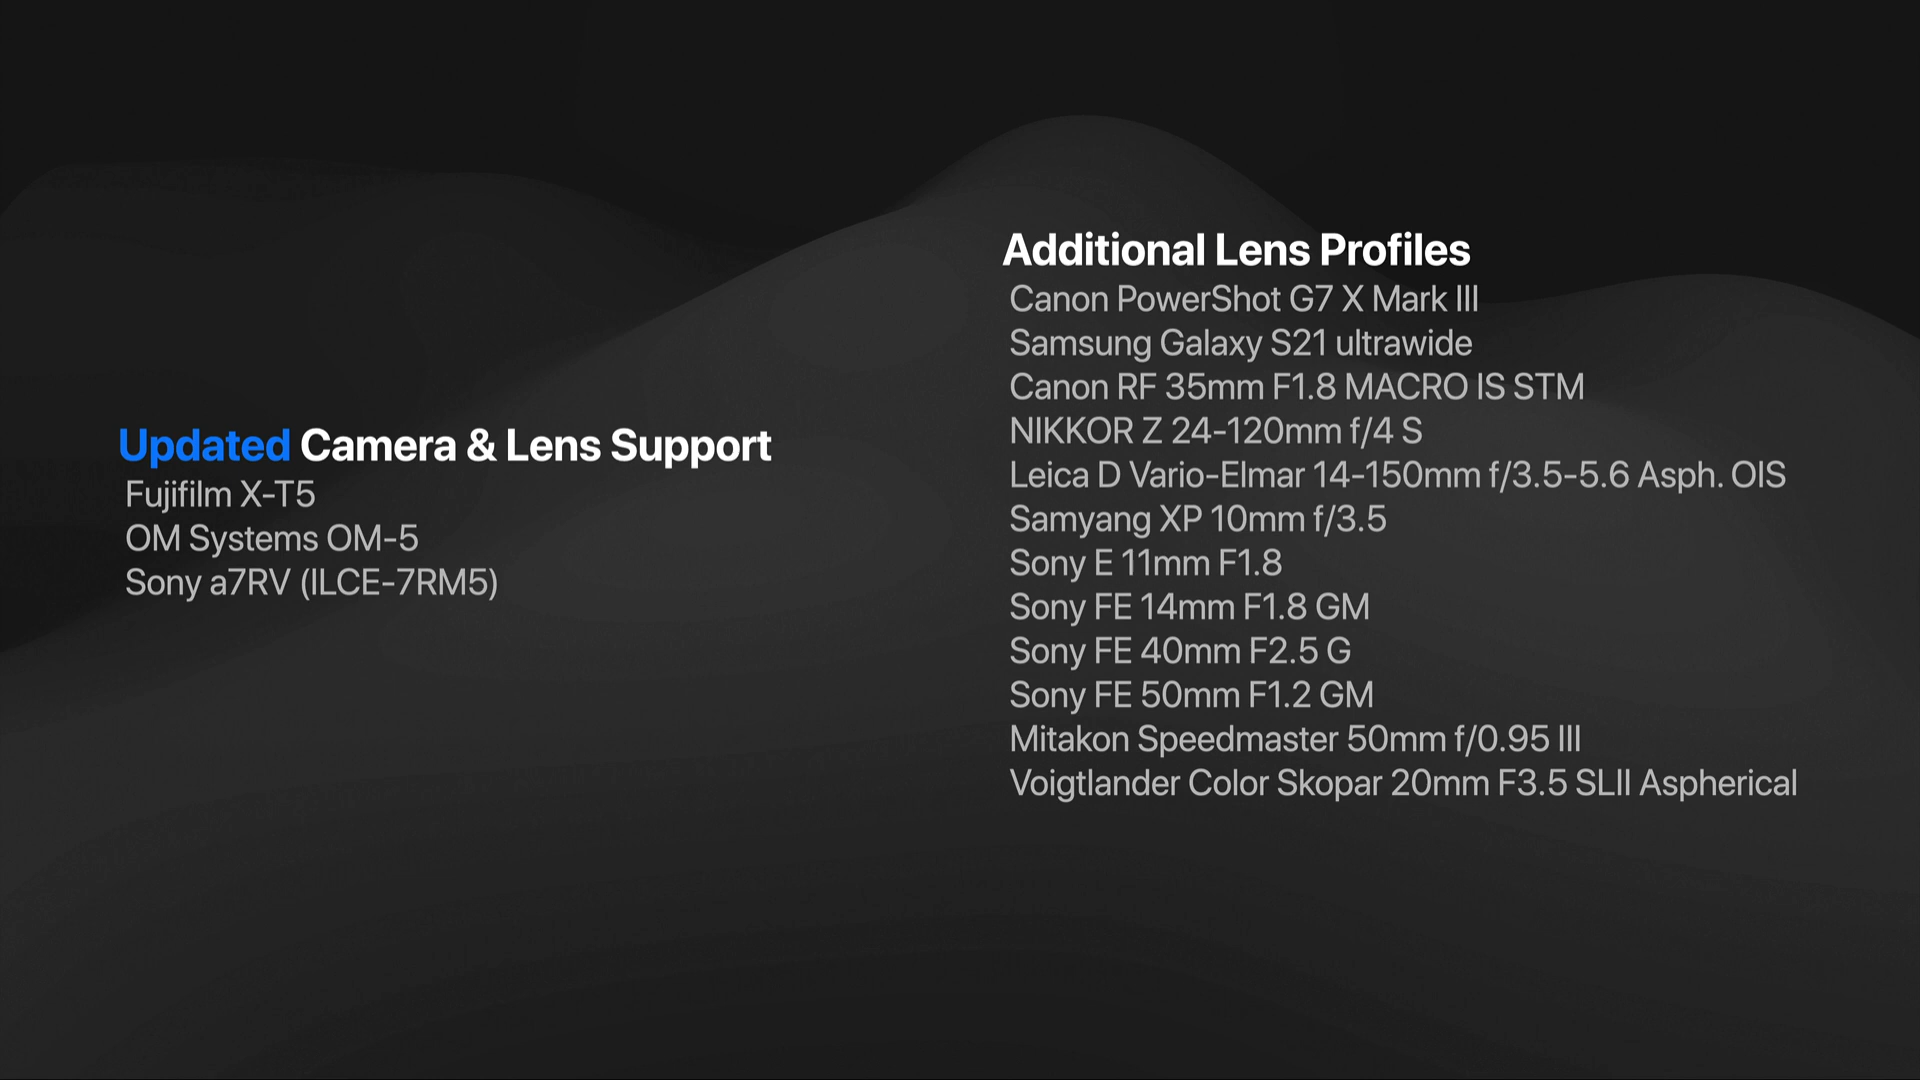 Updated Camera & Lens Support
Fujifilm X-T5
OM Systems OM-5
Sony a7RV (ILCE-7RM5)
Additional Lens Profiles
Canon PowerShot G7 X Mark III
Samsung Galaxy S21 ultrawide
Canon RF 35mm F1.8 MACRO IS STM
NIKKOR Z 24-120mm f/4 S
Leica D Vario-Elmar 14-150mm f/3.5-5.6 Asph. OIS
Samyang XP 10mm f/3.5
Sony E 11mm F1.8
Sony FE 14mm F1.8 GM
Sony FE 40mm F2.5 G
Sony FE 50mm F1.2 GM
Mitakon Speedmaster 50mm f/0.95 III
Voigtlander Color Skopar 20mm F3.5 SLII Aspherical